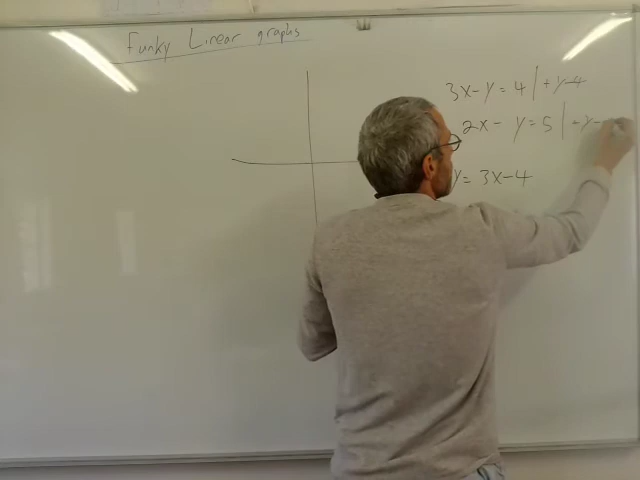 Funky Linear graphs
3x-y=4 | +y-4
2x- y=5 | +y-
y= 3x-4